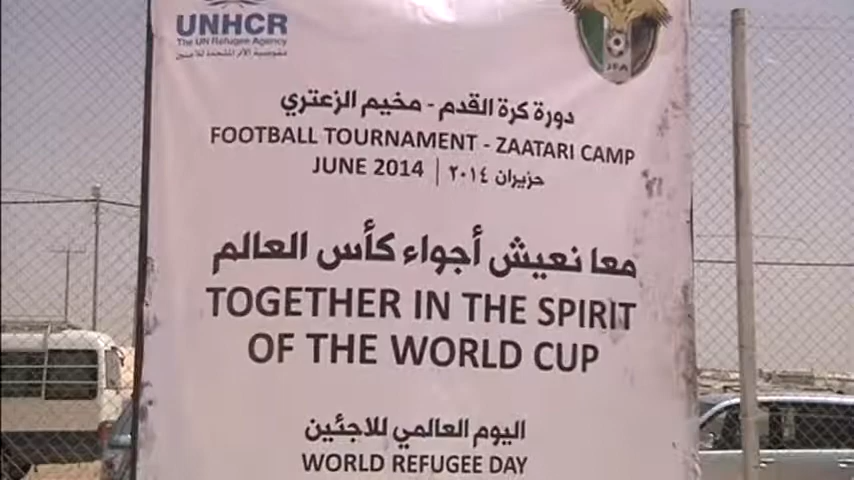 UNHCR
The UN Refugee Agency
مفوضية الأمم المتحدة للاجئين
JFA
دورة كرة القدم - مخيم الزعتري
FOOTBALL TOURNAMENT - ZAATARI CAMP
JUNE 2014 | حزيران ٢٠١٤
معا نعيش أجواء كأس العالم
TOGETHER IN THE SPIRIT
OF THE WORLD CUP
اليوم العالمي للاجئين
WORLD REFUGEE DAY